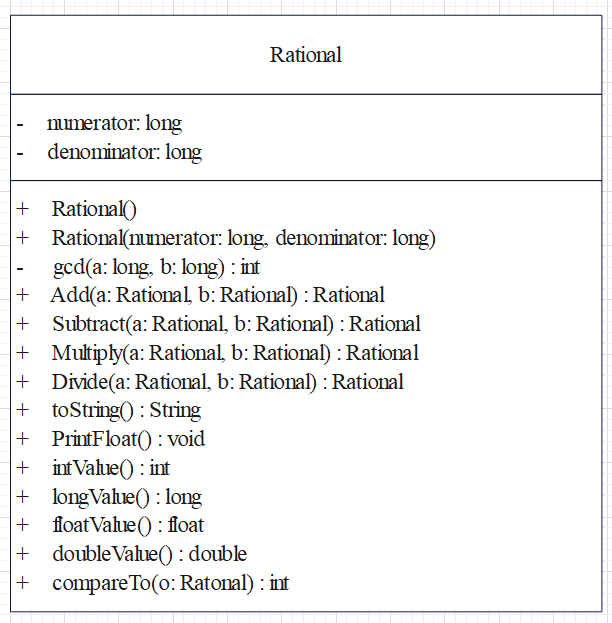 Rational
- numerator: long
- denominator: long
+ Rational()
+ Rational(numerator: long, denominator: long)
- gcd(a: long, b: long) : int
+ Add(a: Rational, b: Rational) : Rational
+ Subtract(a: Rational, b: Rational) : Rational
+ Multiply(a: Rational, b: Rational) : Rational
+ Divide(a: Rational, b: Rational) : Rational
+ toString() : String
+ PrintFloat() : void
+ intValue() : int
+ longValue() : long
+ floatValue() : float
+ doubleValue() : double
+ compareTo(o: Ratonal) : int